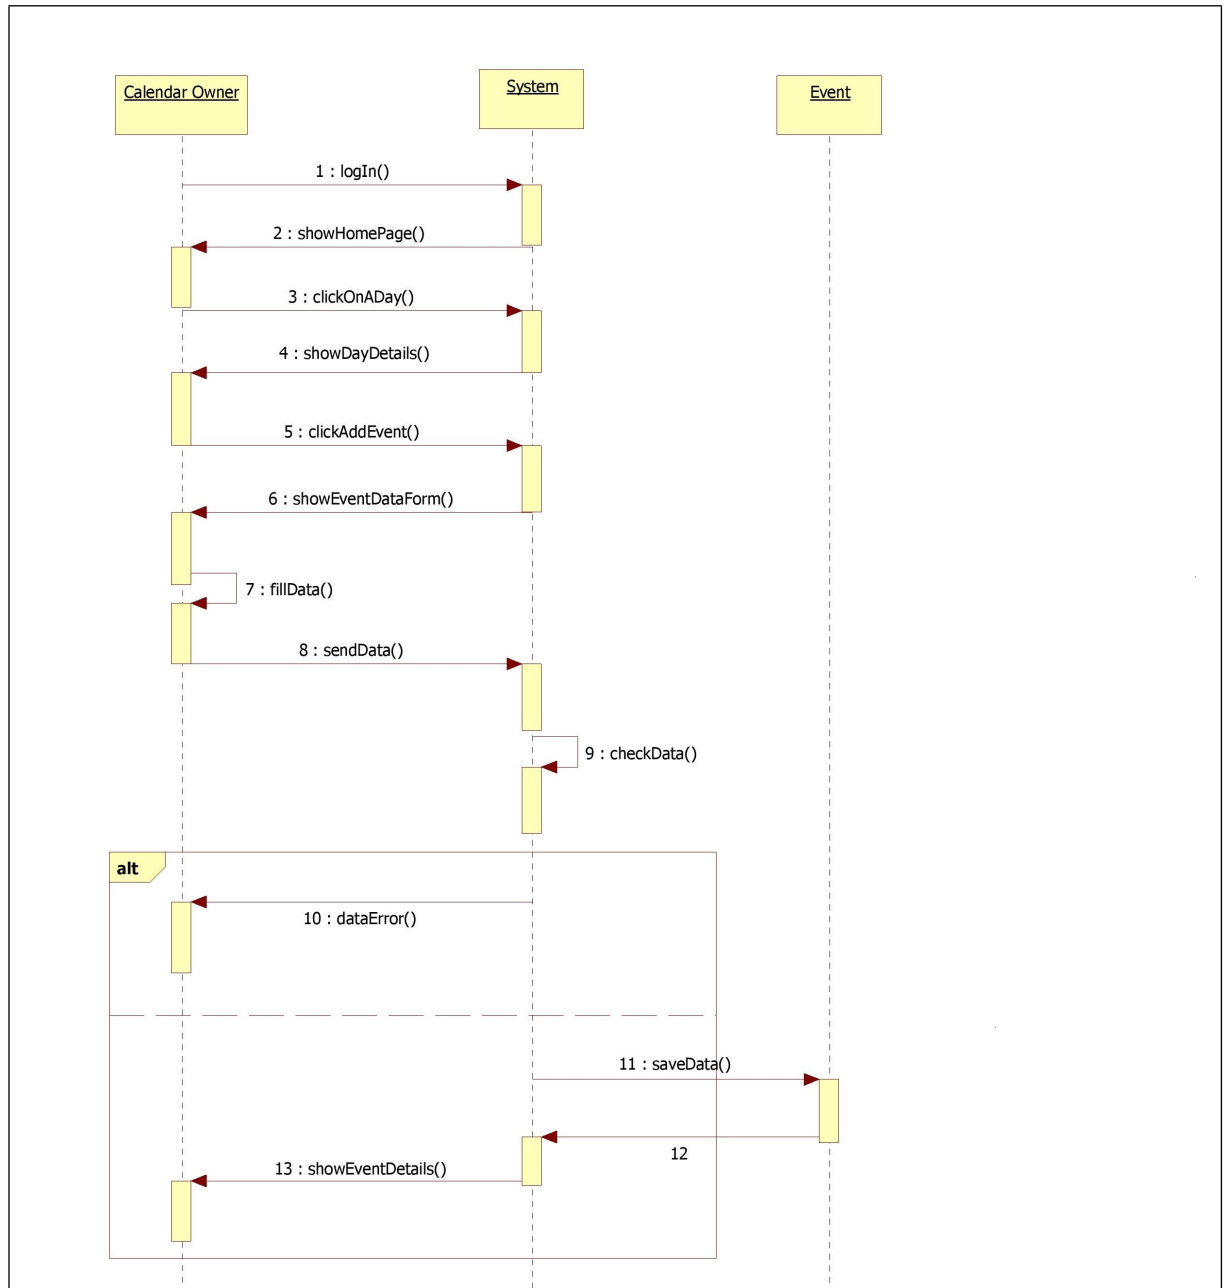 Calendar Owner
System
Event
1 : logIn()
2 : showHomePage()
3 : clickOnADay()
4 : showDayDetails()
5 : clickAddEvent()
6 : showEventDataForm()
7 : fillData()
8 : sendData()
9 : checkData()
alt
10 : dataError()
11 : saveData()
12
13 : showEventDetails()